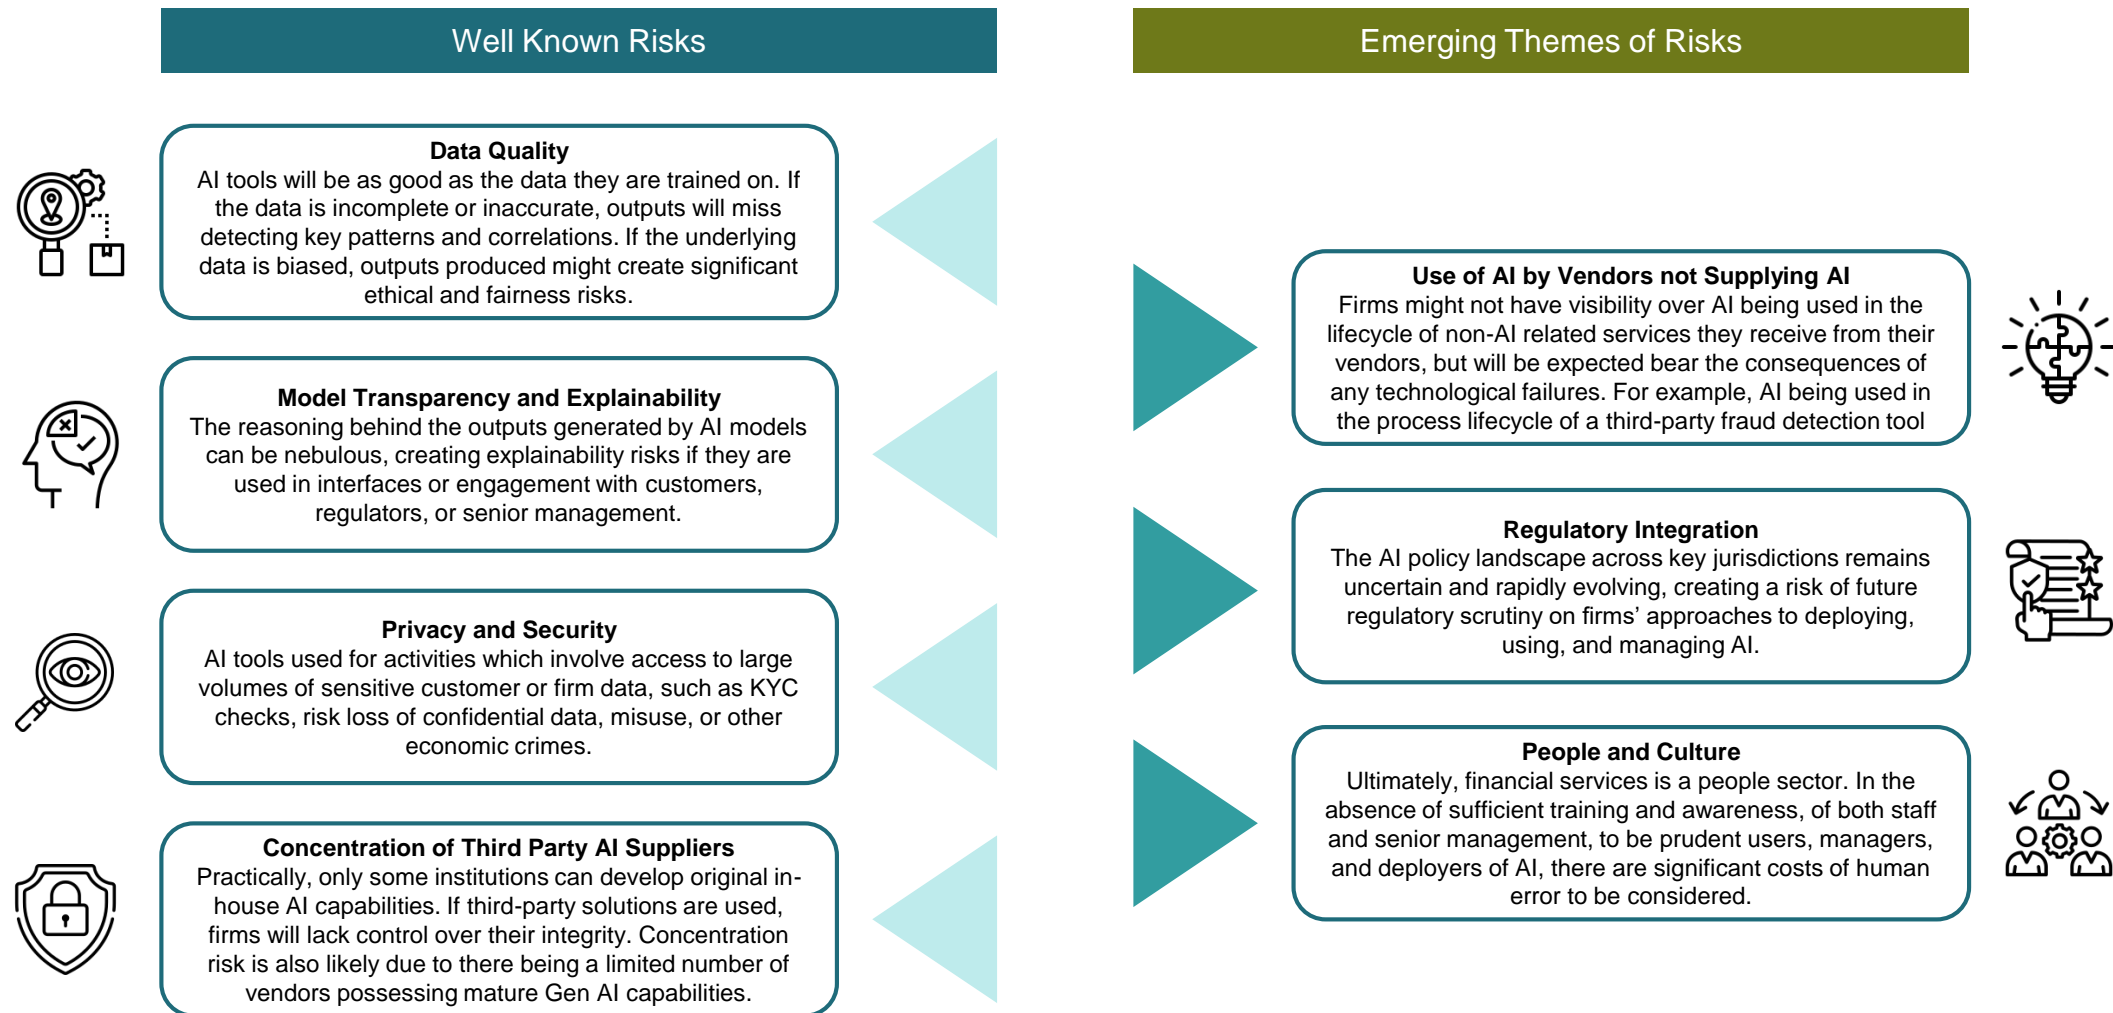 Well Known Risks
Data Quality
AI tools will be as good as the data they are trained on. If
the data is incomplete or inaccurate, outputs will miss
detecting key patterns and correlations. If the underlying
data is biased, outputs produced might create significant
ethical and fairness risks.
Model Transparency and Explainability
The reasoning behind the outputs generated by AI models
can be nebulous, creating explainability risks if they are
used in interfaces or engagement with customers,
regulators, or senior management.
Privacy and Security
AI tools used for activities which involve access to large
volumes of sensitive customer or firm data, such as KYC
checks, risk loss of confidential data, misuse, or other
economic crimes.
Concentration of Third Party AI Suppliers
Practically, only some institutions can develop original in-
house AI capabilities. If third-party solutions are used,
firms will lack control over their integrity. Concentration
risk is also likely due to there being a limited number of
vendors possessing mature Gen AI capabilities.
Emerging Themes of Risks
Use of AI by Vendors not Supplying AI
Firms might not have visibility over AI being used in the
lifecycle of non-AI related services they receive from their
vendors, but will be expected bear the consequences of
any technological failures. For example, AI being used in
the process lifecycle of a third-party fraud detection tool
Regulatory Integration
The AI policy landscape across key jurisdictions remains
uncertain and rapidly evolving, creating a risk of future
regulatory scrutiny on firms’ approaches to deploying,
using, and managing AI.
People and Culture
Ultimately, financial services is a people sector. In the
absence of sufficient training and awareness, of both staff
and senior management, to be prudent users, managers,
and deployers of AI, there are significant costs of human
error to be considered.